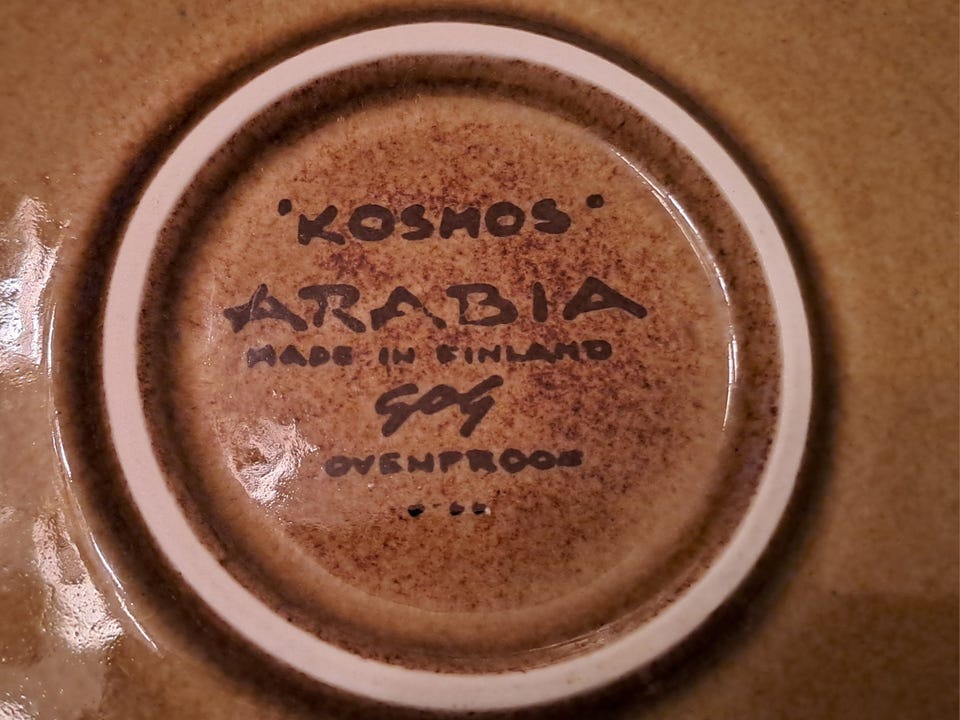 "KOSMOS"
ARABIA
MADE IN FINLAND
GOG
OVENPROOF